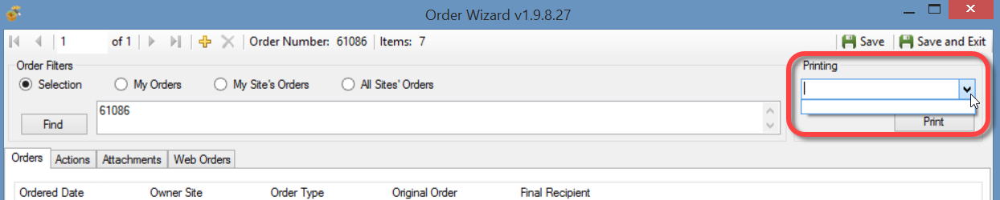 Order Wizard v1.9.8.27
1 of 1 Order Number: 61086 Items: 7 Save Save and Exit
Order Filters
Selection My Orders My Site's Orders All Sites' Orders
61086
Find
Printing
Print
Orders Actions Attachments Web Orders
Ordered Date Owner Site Order Type Original Order Final Recipient